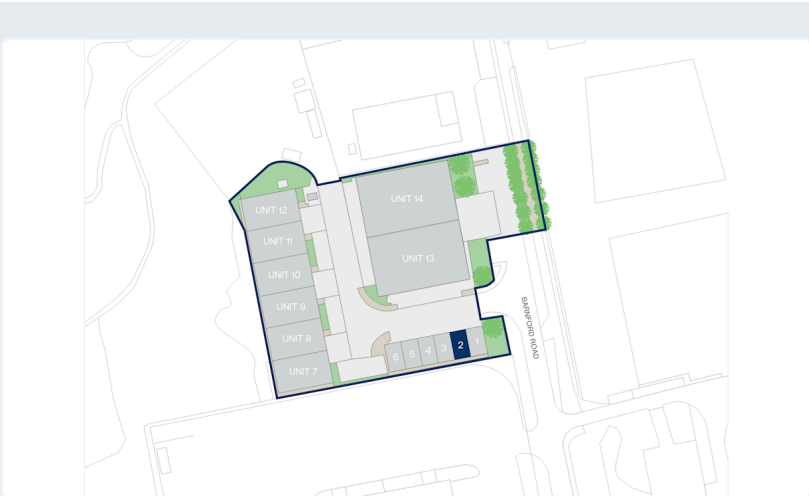 UNIT 14
UNIT 12
UNIT 11
UNIT 13
UNIT 10
UNIT 9
UNIT 8
UNIT 7
6
5
4
3
2
1
BARNFORD ROAD